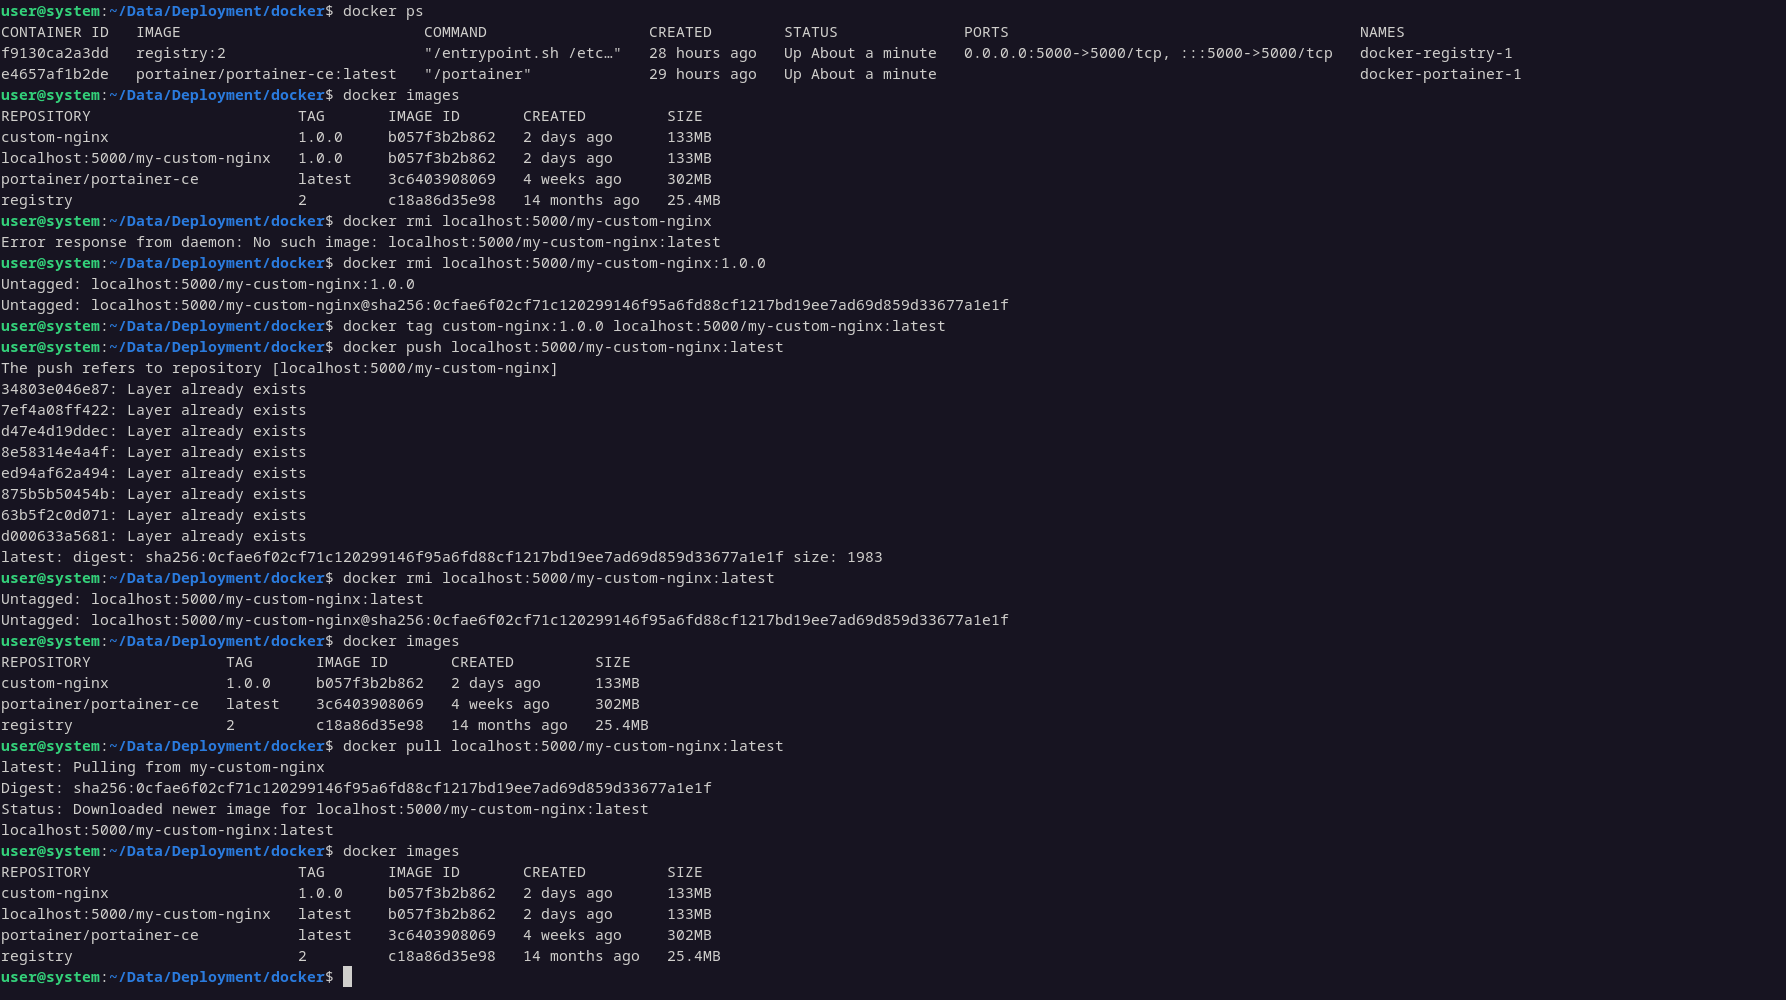 user@system:~/Data/Deployment/docker$ docker ps
CONTAINER ID   IMAGE                           COMMAND                  CREATED        STATUS              PORTS                                       NAMES
f9130ca2a3dd   registry:2                      "/entrypoint.sh /etc…"   28 hours ago   Up About a minute   0.0.0.0:5000->5000/tcp, :::5000->5000/tcp   docker-registry-1
e4657af1b2de   portainer/portainer-ce:latest   "/portainer"             29 hours ago   Up About a minute                                               docker-portainer-1
user@system:~/Data/Deployment/docker$ docker images
REPOSITORY                       TAG       IMAGE ID       CREATED         SIZE
custom-nginx                     1.0.0     b057f3b2b862   2 days ago      133MB
localhost:5000/my-custom-nginx   1.0.0     b057f3b2b862   2 days ago      133MB
portainer/portainer-ce           latest    3c6403908069   4 weeks ago     302MB
registry                         2         c18a86d35e98   14 months ago   25.4MB
user@system:~/Data/Deployment/docker$ docker rmi localhost:5000/my-custom-nginx
Error response from daemon: No such image: localhost:5000/my-custom-nginx:latest
user@system:~/Data/Deployment/docker$ docker rmi localhost:5000/my-custom-nginx:1.0.0
Untagged: localhost:5000/my-custom-nginx:1.0.0
Untagged: localhost:5000/my-custom-nginx@sha256:0cfae6f02cf71c120299146f95a6fd88cf1217bd19ee7ad69d859d33677a1e1f
user@system:~/Data/Deployment/docker$ docker tag custom-nginx:1.0.0 localhost:5000/my-custom-nginx:latest
user@system:~/Data/Deployment/docker$ docker push localhost:5000/my-custom-nginx:latest
The push refers to repository [localhost:5000/my-custom-nginx]
34803e046e87: Layer already exists
7ef4a08ff422: Layer already exists
d47e4d19ddec: Layer already exists
8e58314e4a4f: Layer already exists
ed94af62a494: Layer already exists
875b5b50454b: Layer already exists
63b5f2c0d071: Layer already exists
d000633a5681: Layer already exists
latest: digest: sha256:0cfae6f02cf71c120299146f95a6fd88cf1217bd19ee7ad69d859d33677a1e1f size: 1983
user@system:~/Data/Deployment/docker$ docker rmi localhost:5000/my-custom-nginx:latest
Untagged: localhost:5000/my-custom-nginx:latest
Untagged: localhost:5000/my-custom-nginx@sha256:0cfae6f02cf71c120299146f95a6fd88cf1217bd19ee7ad69d859d33677a1e1f
user@system:~/Data/Deployment/docker$ docker images
REPOSITORY               TAG       IMAGE ID       CREATED         SIZE
custom-nginx             1.0.0     b057f3b2b862   2 days ago      133MB
portainer/portainer-ce   latest    3c6403908069   4 weeks ago     302MB
registry                 2         c18a86d35e98   14 months ago   25.4MB
user@system:~/Data/Deployment/docker$ docker pull localhost:5000/my-custom-nginx:latest
latest: Pulling from my-custom-nginx
Digest: sha256:0cfae6f02cf71c120299146f95a6fd88cf1217bd19ee7ad69d859d33677a1e1f
Status: Downloaded newer image for localhost:5000/my-custom-nginx:latest
localhost:5000/my-custom-nginx:latest
user@system:~/Data/Deployment/docker$ docker images
REPOSITORY                       TAG       IMAGE ID       CREATED         SIZE
custom-nginx                     1.0.0     b057f3b2b862   2 days ago      133MB
localhost:5000/my-custom-nginx   latest    b057f3b2b862   2 days ago      133MB
portainer/portainer-ce           latest    3c6403908069   4 weeks ago     302MB
registry                         2         c18a86d35e98   14 months ago   25.4MB
user@system:~/Data/Deployment/docker$